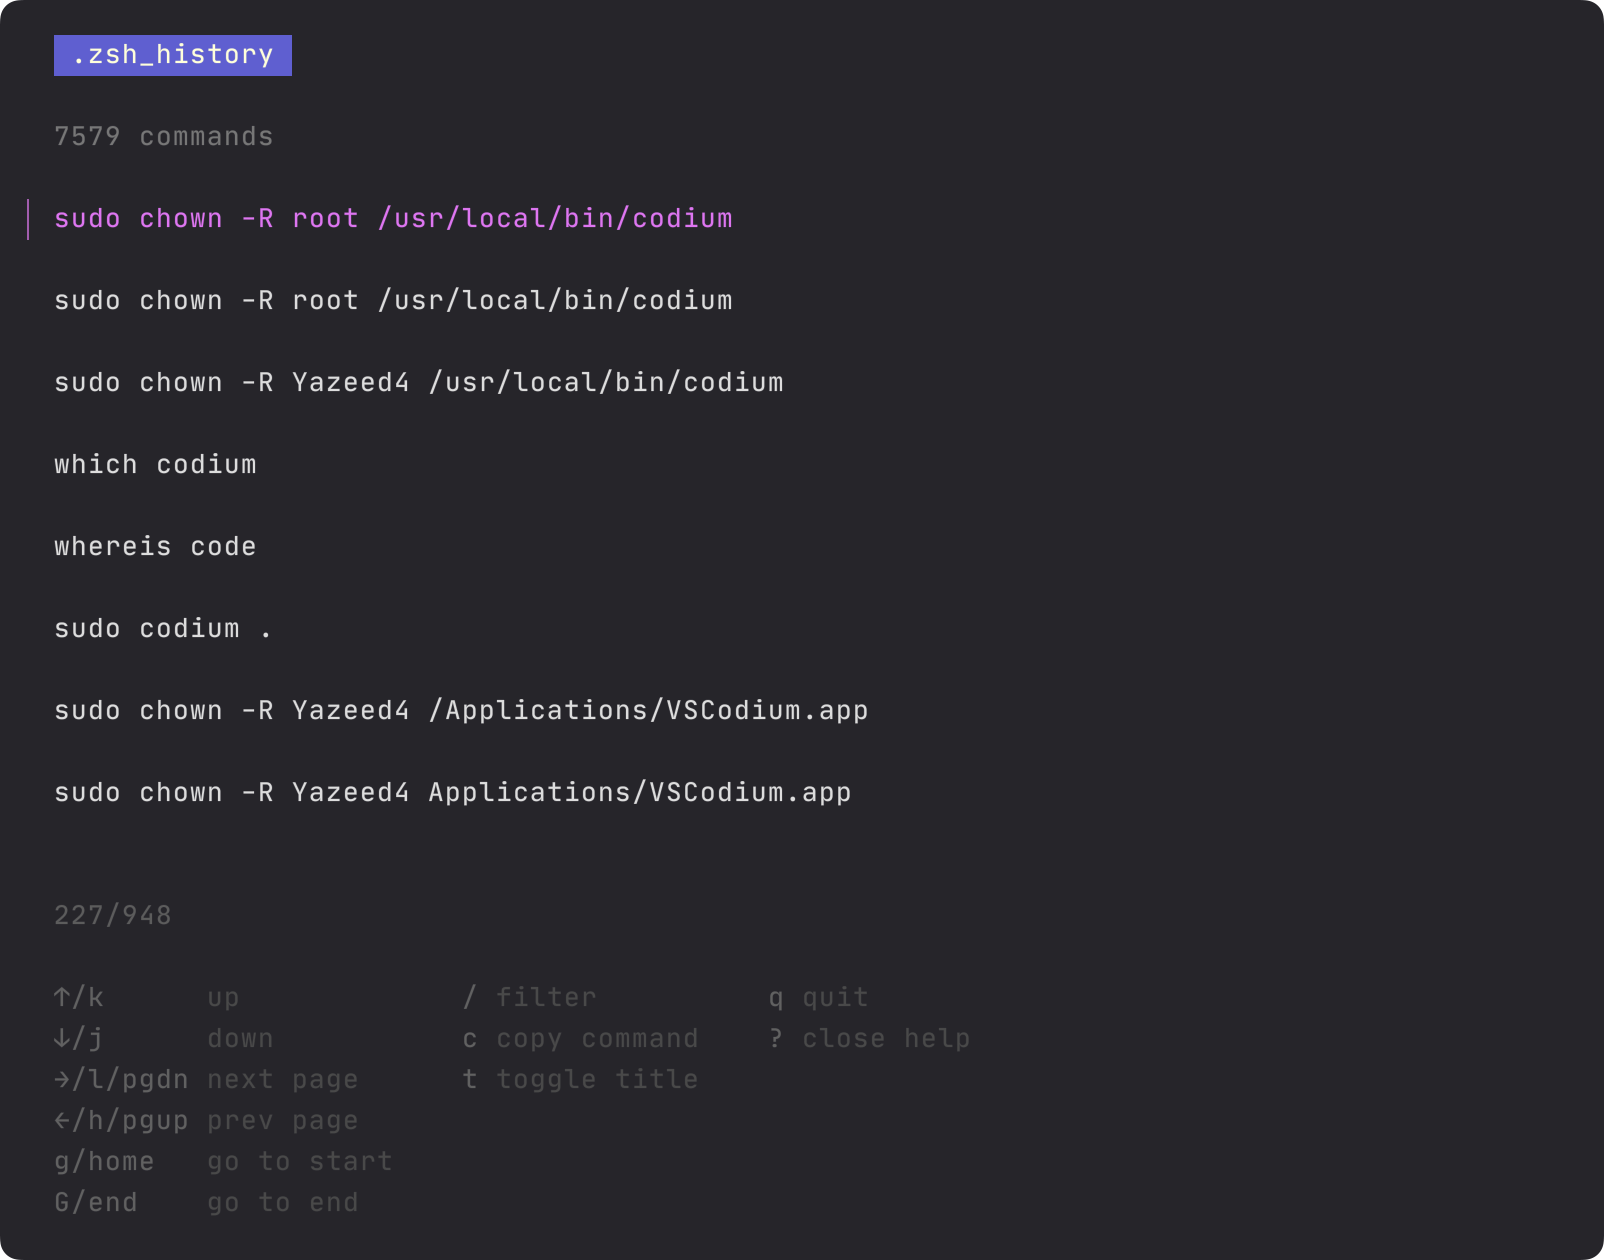 .zsh_history
7579 commands
sudo chown -R root /usr/local/bin/codium
sudo chown -R root /usr/local/bin/codium
sudo chown -R Yazeed4 /usr/local/bin/codium
which codium
whereis code
sudo codium .
sudo chown -R Yazeed4 /Applications/VSCodium.app
sudo chown -R Yazeed4 Applications/VSCodium.app
227/948
↑/k up / filter q quit
↓/j down c copy command ? close help
→/l/pgdn next page t toggle title
←/h/pgup prev page
g/home go to start
G/end go to end